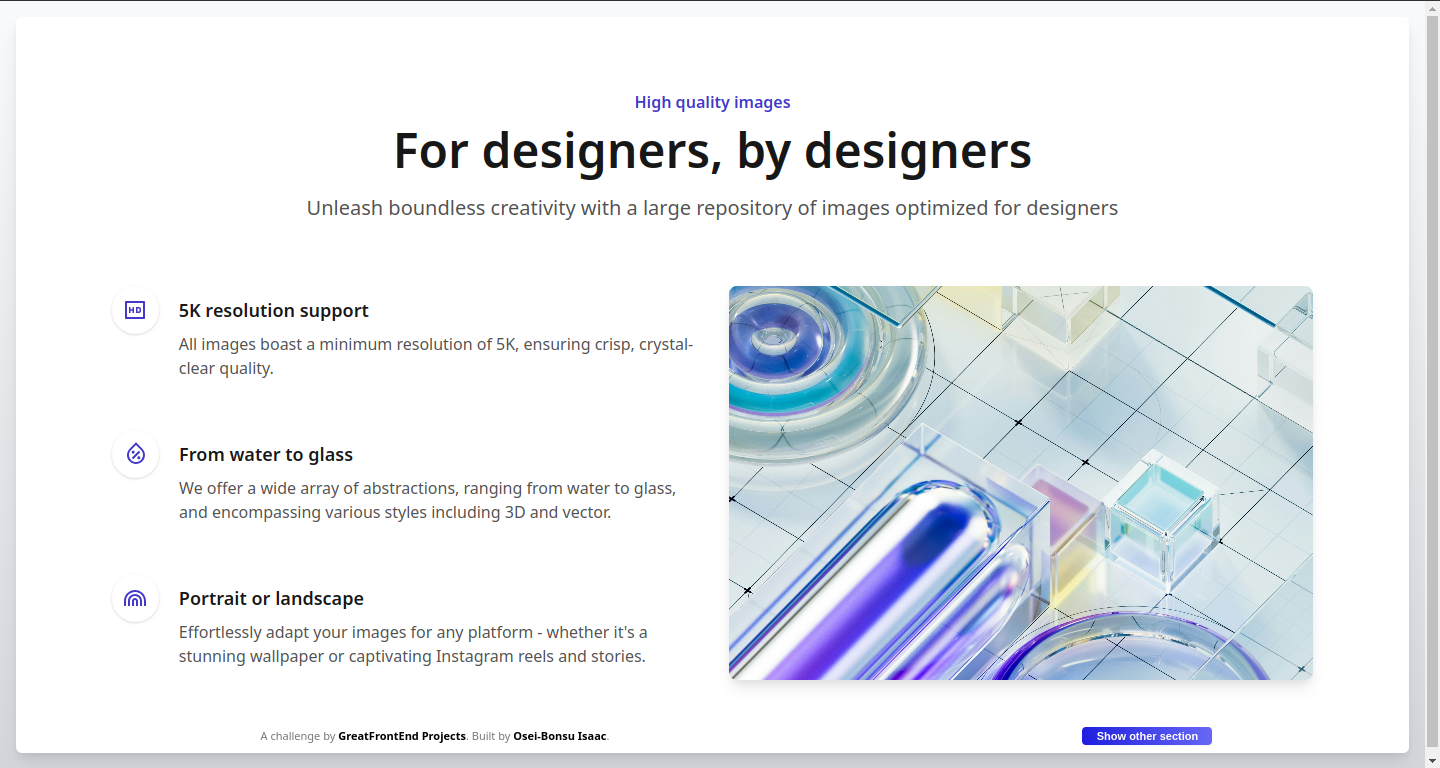 High quality images
For designers, by designers
Unleash boundless creativity with a large repository of images optimized for designers
HD
5K resolution support
All images boast a minimum resolution of 5K, ensuring crisp, crystal-
clear quality.
From water to glass
We offer a wide array of abstractions, ranging from water to glass,
and encompassing various styles including 3D and vector.
Portrait or landscape
Effortlessly adapt your images for any platform - whether it's a
stunning wallpaper or captivating Instagram reels and stories.
A challenge by GreatFrontEnd Projects. Built by Osei-Bonsu Isaac.
Show other section